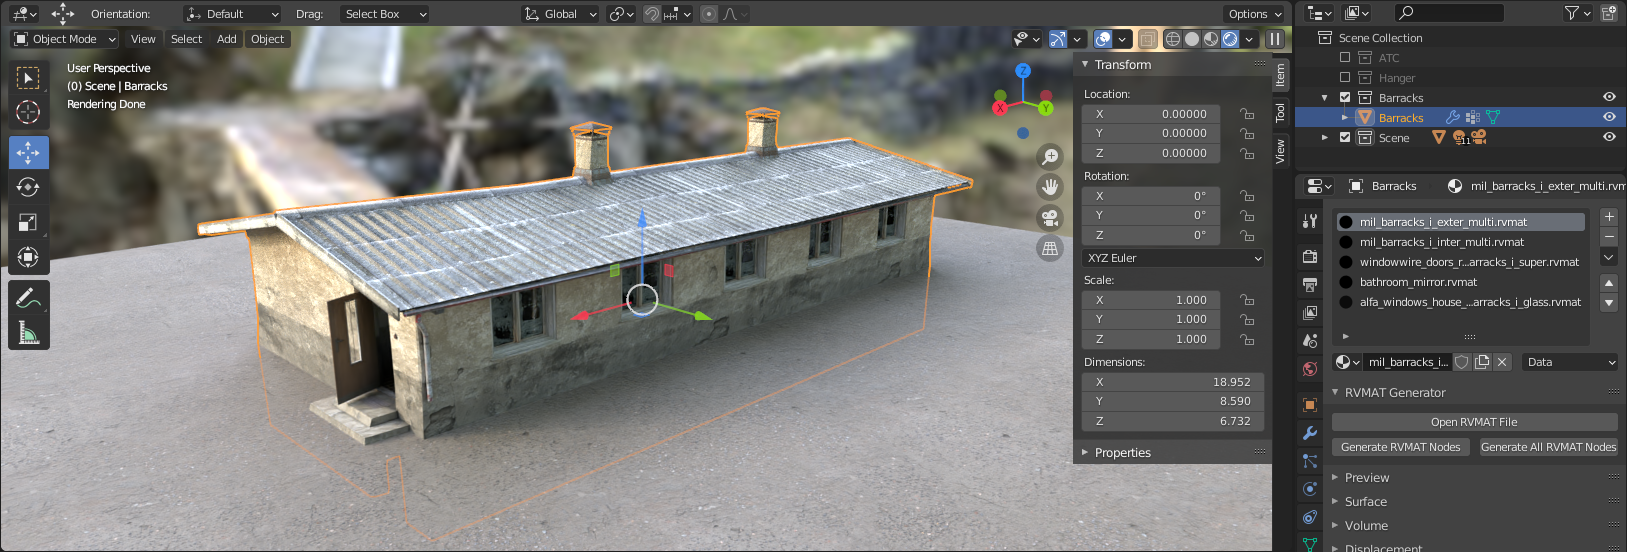 Orientation: Default Drag: Select Box Global Options
Object Mode View Select Add Object
User Perspective
(0) Scene | Barracks
Rendering Done
Z
X
Y
Transform
Location:
X 0.00000
Y 0.00000
Z 0.00000
Rotation:
X 0°
Y 0°
Z 0°
XYZ Euler
Scale:
X 1.000
Y 1.000
Z 1.000
Dimensions:
X 18.952
Y 8.590
Z 6.732
Properties
Item
Tool
View
Scene Collection
ATC
Hanger
Barracks
Barracks
Scene 11
Barracks mil_barracks_i_exter_multi.rvm
mil_barracks_i_exter_multi.rvmat
mil_barracks_i_inter_multi.rvmat
windowwire_doors_r...arracks_i_super.rvmat
bathroom_mirror.rvmat
alfa_windows_house_...arracks_i_glass.rvmat
mil_barracks_i... Data
RVMAT Generator
Open RVMAT File
Generate RVMAT Nodes Generate All RVMAT Nodes
Preview
Surface
Volume
Displacement